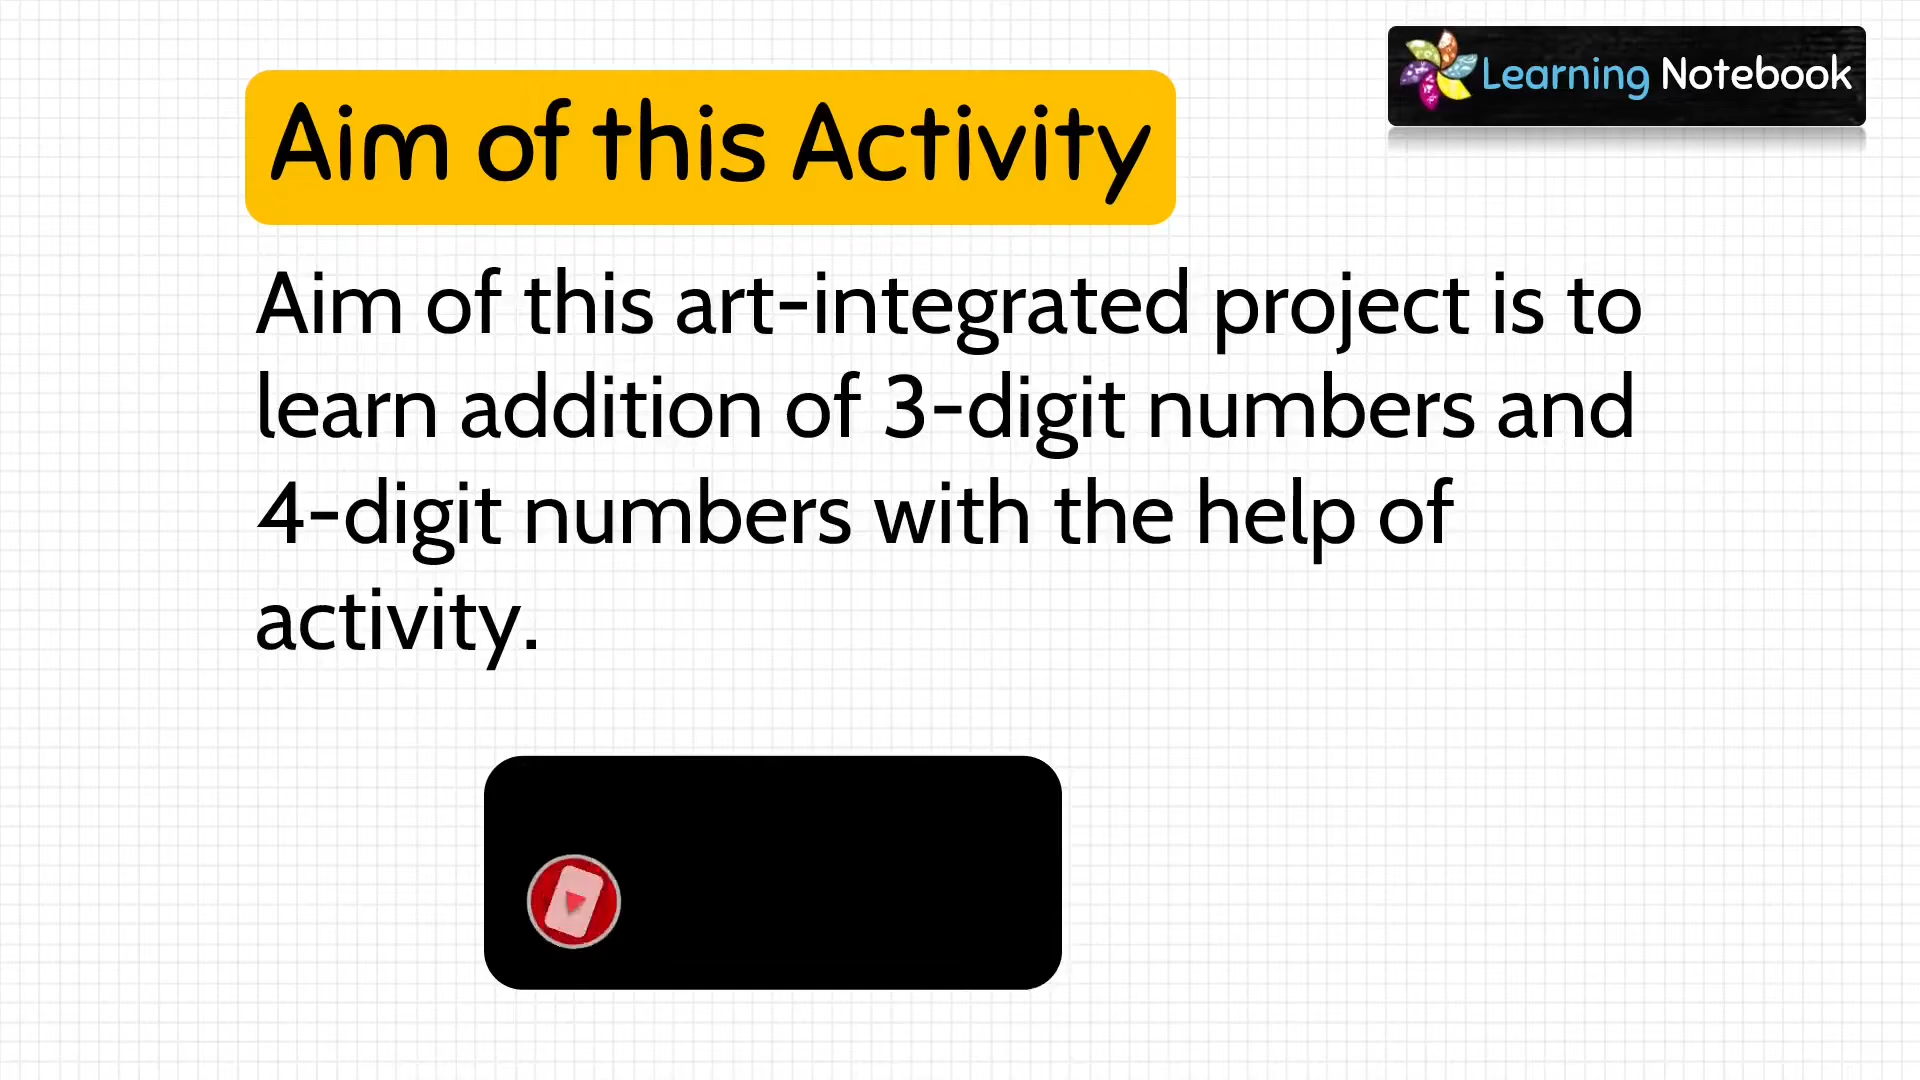 Learning Notebook
Aim of this Activity
Aim of this art-integrated project is to
learn addition of 3-digit numbers and
4-digit numbers with the help of
activity.